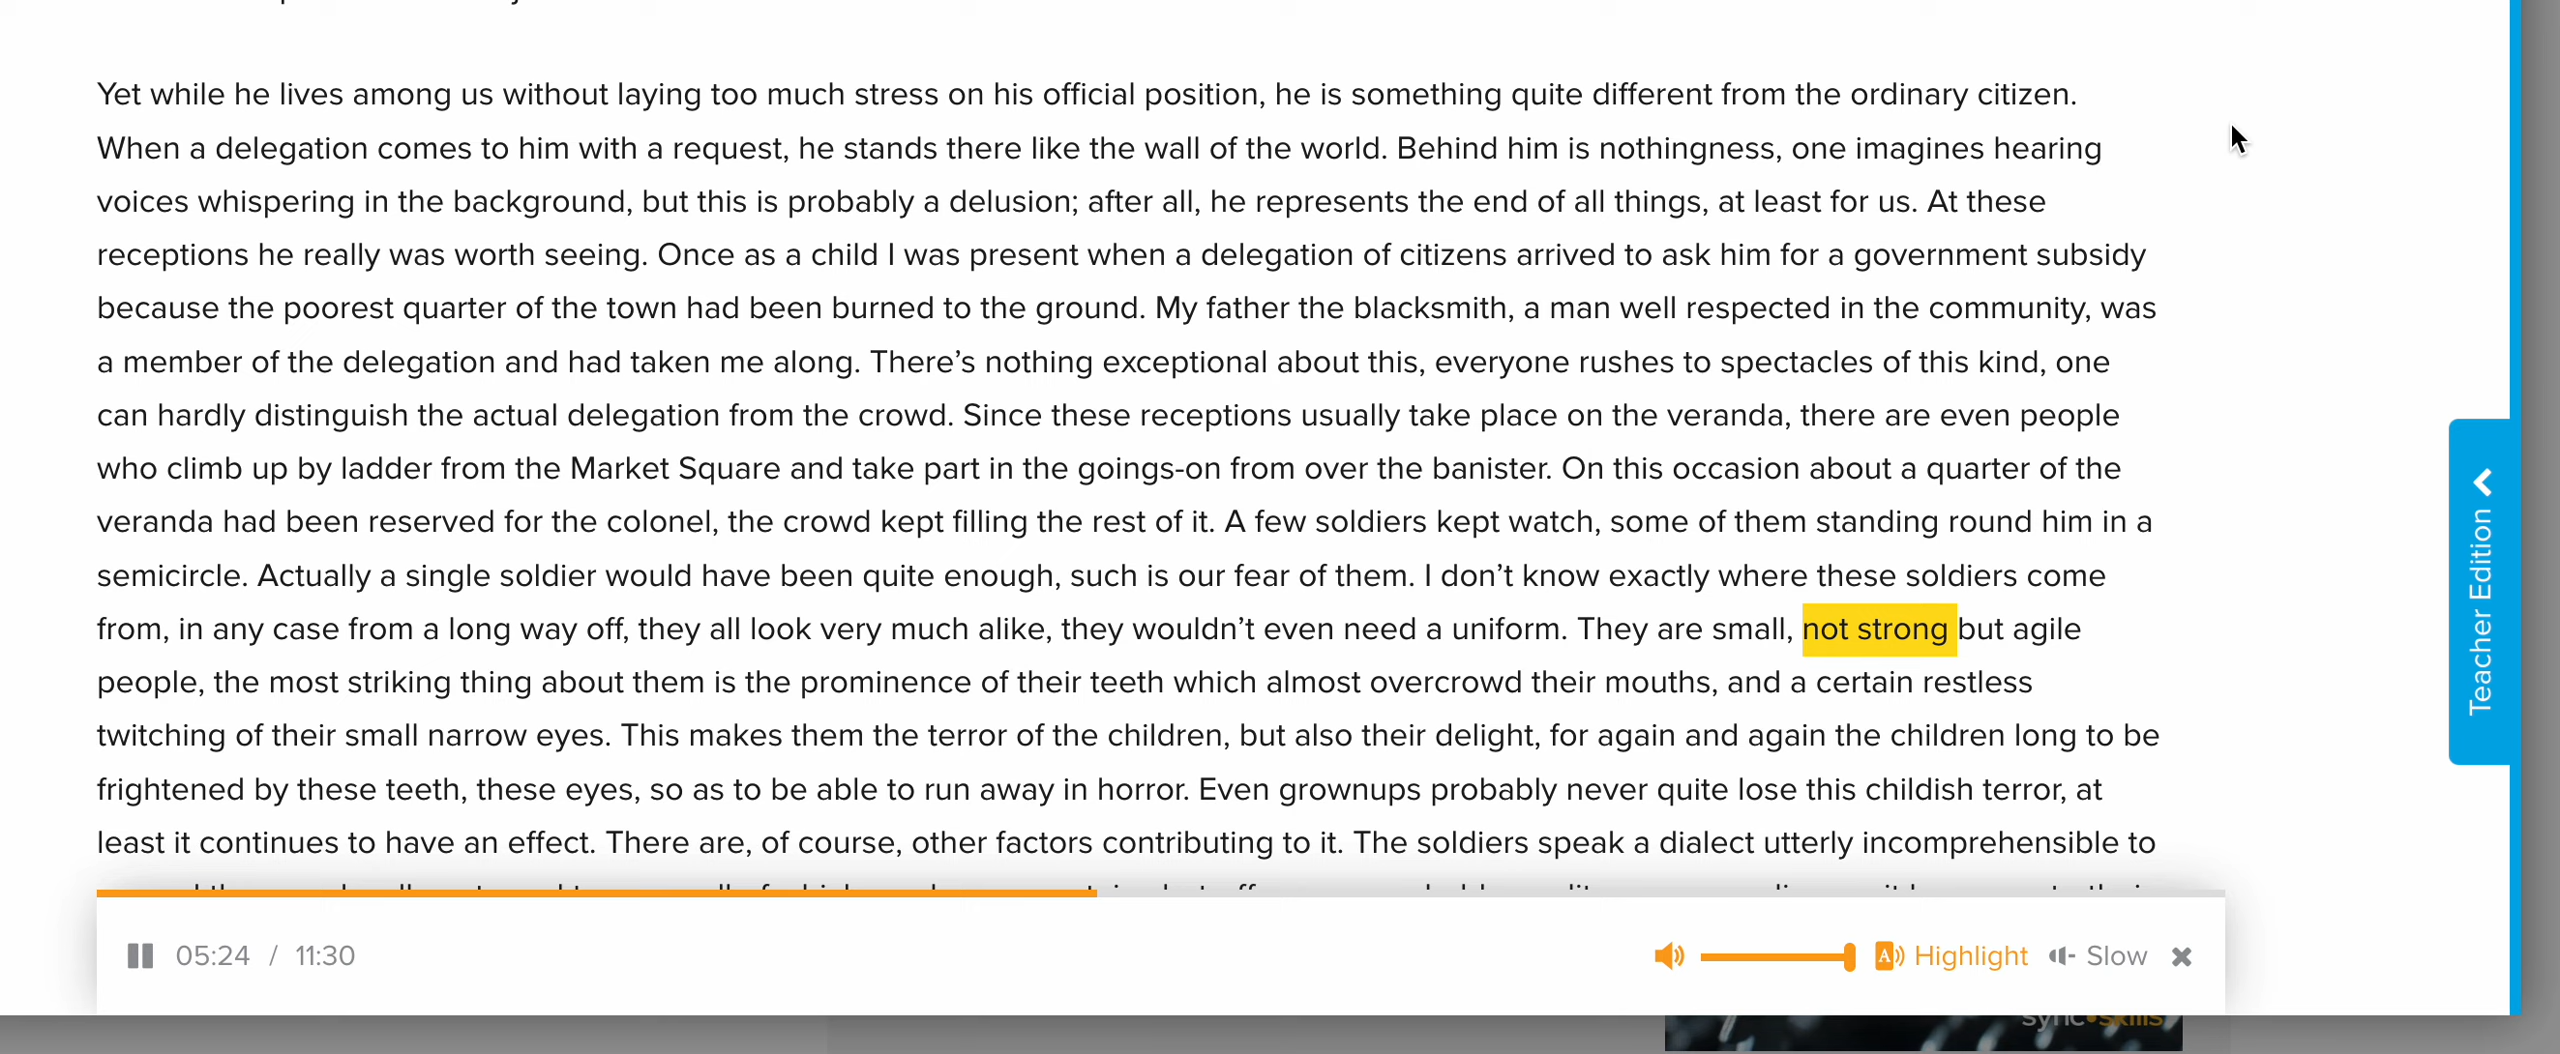 Yet while he lives among us without laying too much stress on his official position, he is something quite different from the ordinary citizen.
When a delegation comes to him with a request, he stands there like the wall of the world. Behind him is nothingness, one imagines hearing
voices whispering in the background, but this is probably a delusion; after all, he represents the end of all things, at least for us. At these
receptions he really was worth seeing. Once as a child I was present when a delegation of citizens arrived to ask him for a government subsidy
because the poorest quarter of the town had been burned to the ground. My father the blacksmith, a man well respected in the community, was
a member of the delegation and had taken me along. There’s nothing exceptional about this, everyone rushes to spectacles of this kind, one
can hardly distinguish the actual delegation from the crowd. Since these receptions usually take place on the veranda, there are even people
who climb up by ladder from the Market Square and take part in the goings-on from over the banister. On this occasion about a quarter of the
veranda had been reserved for the colonel, the crowd kept filling the rest of it. A few soldiers kept watch, some of them standing round him in a
semicircle. Actually a single soldier would have been quite enough, such is our fear of them. I don’t know exactly where these soldiers come
from, in any case from a long way off, they all look very much alike, they wouldn’t even need a uniform. They are small, not strong but agile
people, the most striking thing about them is the prominence of their teeth which almost overcrowd their mouths, and a certain restless
twitching of their small narrow eyes. This makes them the terror of the children, but also their delight, for again and again the children long to be
frightened by these teeth, these eyes, so as to be able to run away in horror. Even grownups probably never quite lose this childish terror, at
least it continues to have an effect. There are, of course, other factors contributing to it. The soldiers speak a dialect utterly incomprehensible to
Teacher Edition
05:24 / 11:30
A Highlight
Slow
sync•skills